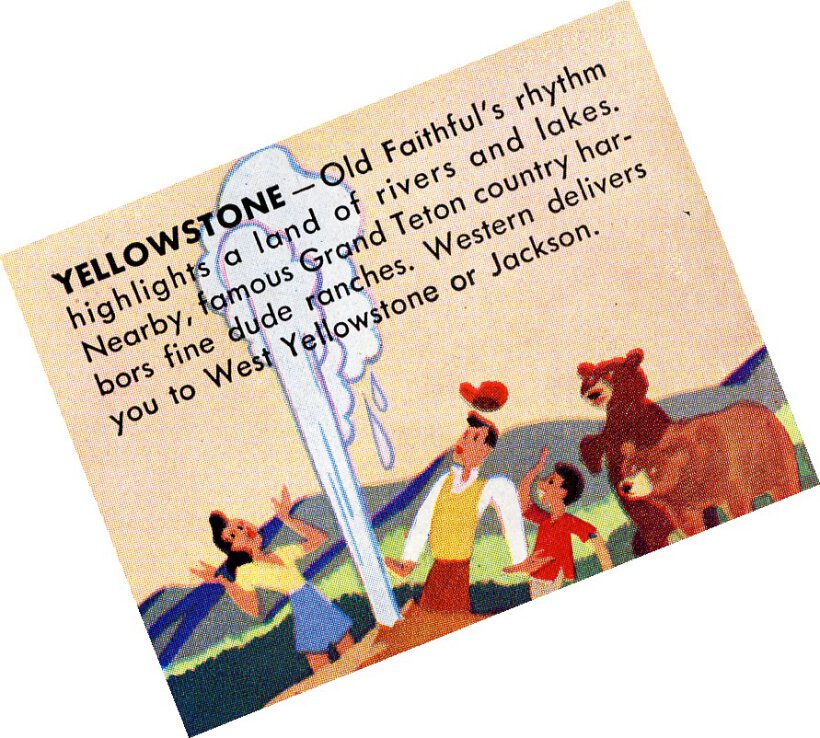 YELLOWSTONE — Old Faithful's rhythm
highlights a land of rivers and lakes.
Nearby, famous Grand Teton country har-
bors fine dude ranches. Western delivers
you to West Yellowstone or Jackson.